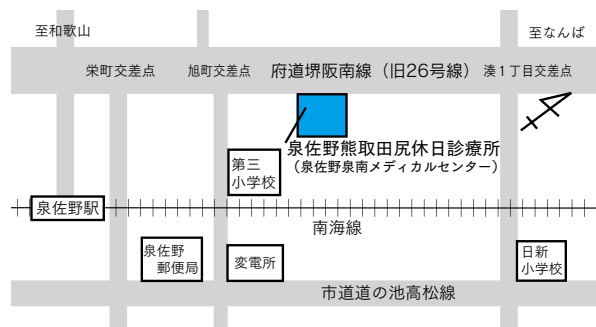 至和歌山
至なんば
栄町交差点
旭町交差点
府道堺阪南線（旧26号線）
湊１丁目交差点
泉佐野熊取田尻休日診療所
（泉佐野泉南メディカルセンター）
第三
小学校
泉佐野駅
南海線
泉佐野
郵便局
変電所
日新
小学校
市道道の池高松線